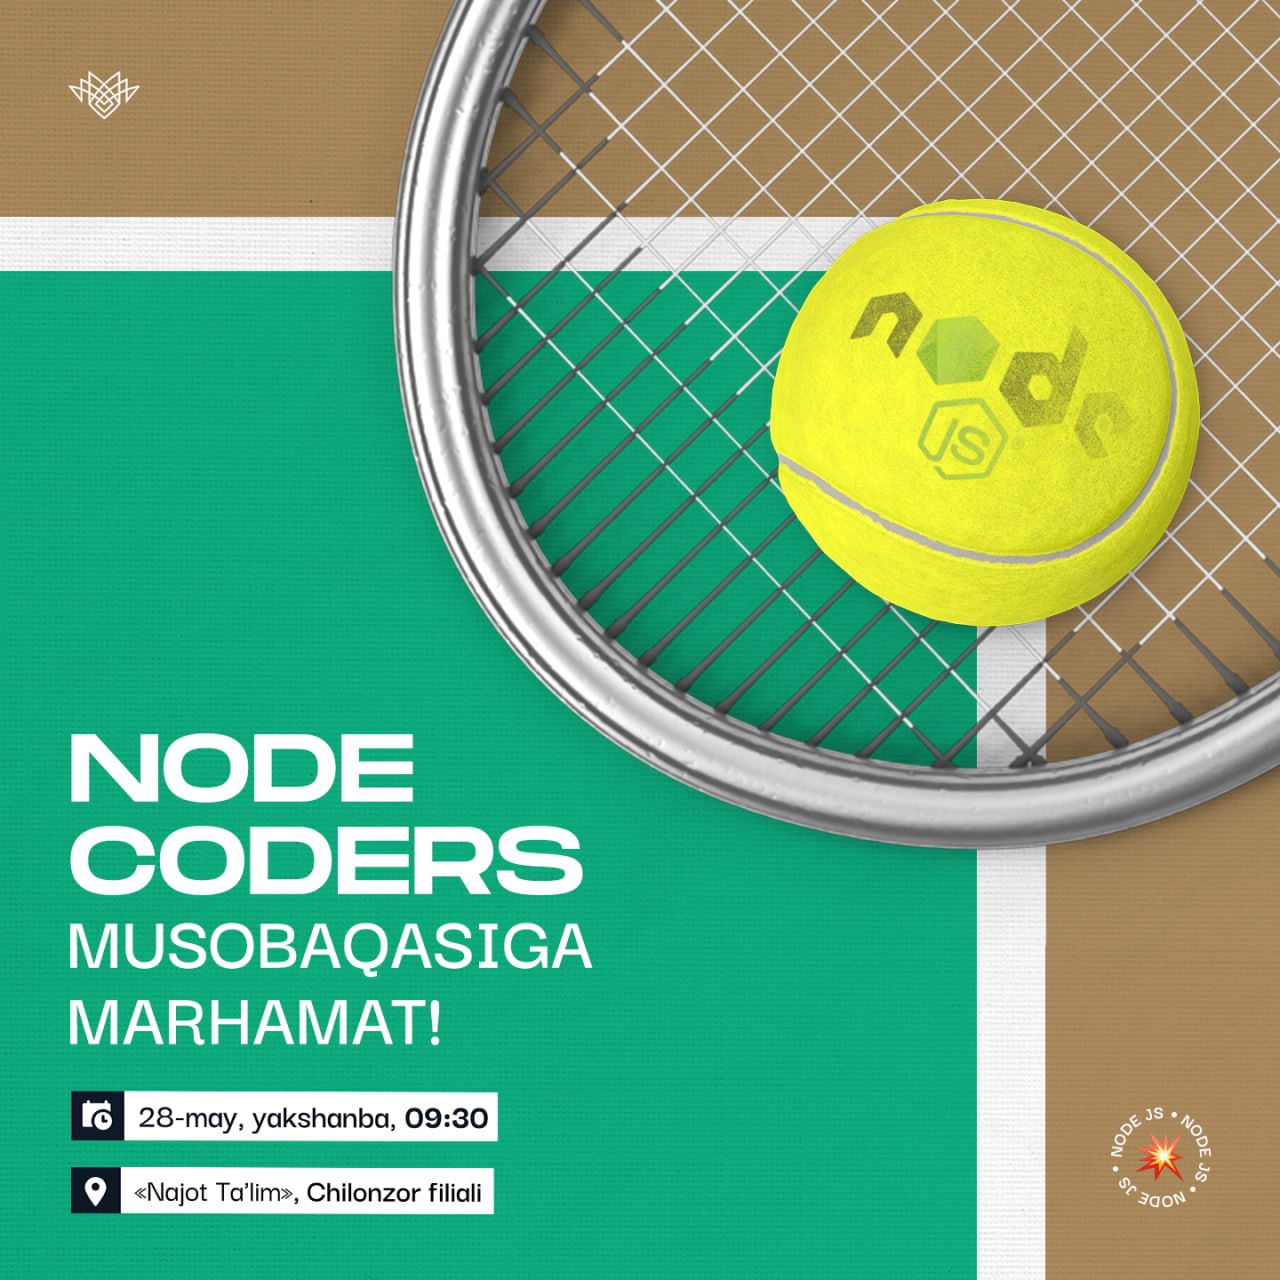 node
JS
NODE
CODERS
MUSOBAQASIGA
MARHAMAT!
28-may, yakshanba, 09:30
«Najot Ta'lim», Chilonzor filiali
NODE JS • NODE JS • NODE JS •